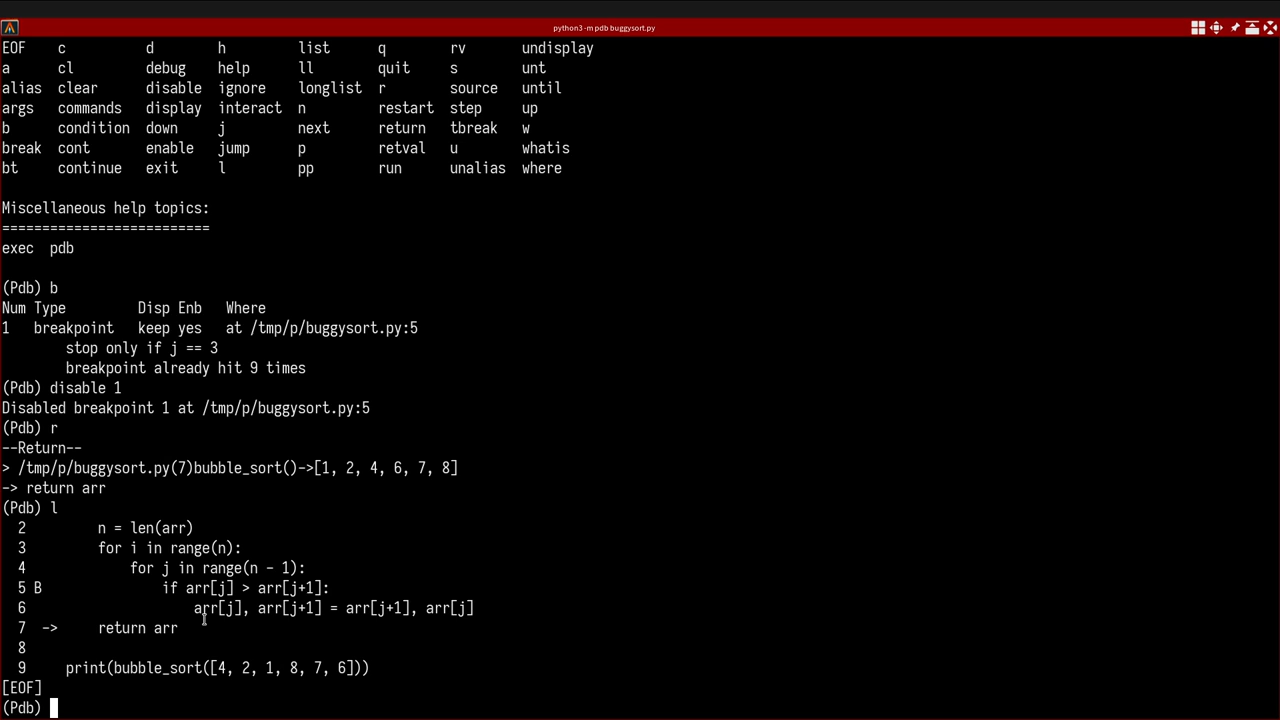 python3 -m pdb buggysort.py
EOF    c           d         h         list      q        rv       undisplay
a      cl          debug     help      ll        quit     s        unt
alias  clear       disable   ignore    longlist  r        source   until
args   commands    display   interact  n         restart  step     up
b      condition   down      j         next      return   tbreak   w
break  cont        enable    jump      p         retval   u        whatis
bt     continue    exit      l         pp        run      unalias  where
Miscellaneous help topics:
==========================
exec  pdb
(Pdb) b
Num Type         Disp Enb   Where
1   breakpoint   keep yes   at /tmp/p/buggysort.py:5
        stop only if j == 3
        breakpoint already hit 9 times
(Pdb) disable 1
Disabled breakpoint 1 at /tmp/p/buggysort.py:5
(Pdb) r
--Return--
> /tmp/p/buggysort.py(7)bubble_sort()->[1, 2, 4, 6, 7, 8]
-> return arr
(Pdb) l
  2         n = len(arr)
  3         for i in range(n):
  4             for j in range(n - 1):
  5 B               if arr[j] > arr[j+1]:
  6                     arr[j], arr[j+1] = arr[j+1], arr[j]
  7  ->     return arr
  8
  9     print(bubble_sort([4, 2, 1, 8, 7, 6]))
[EOF]
(Pdb)